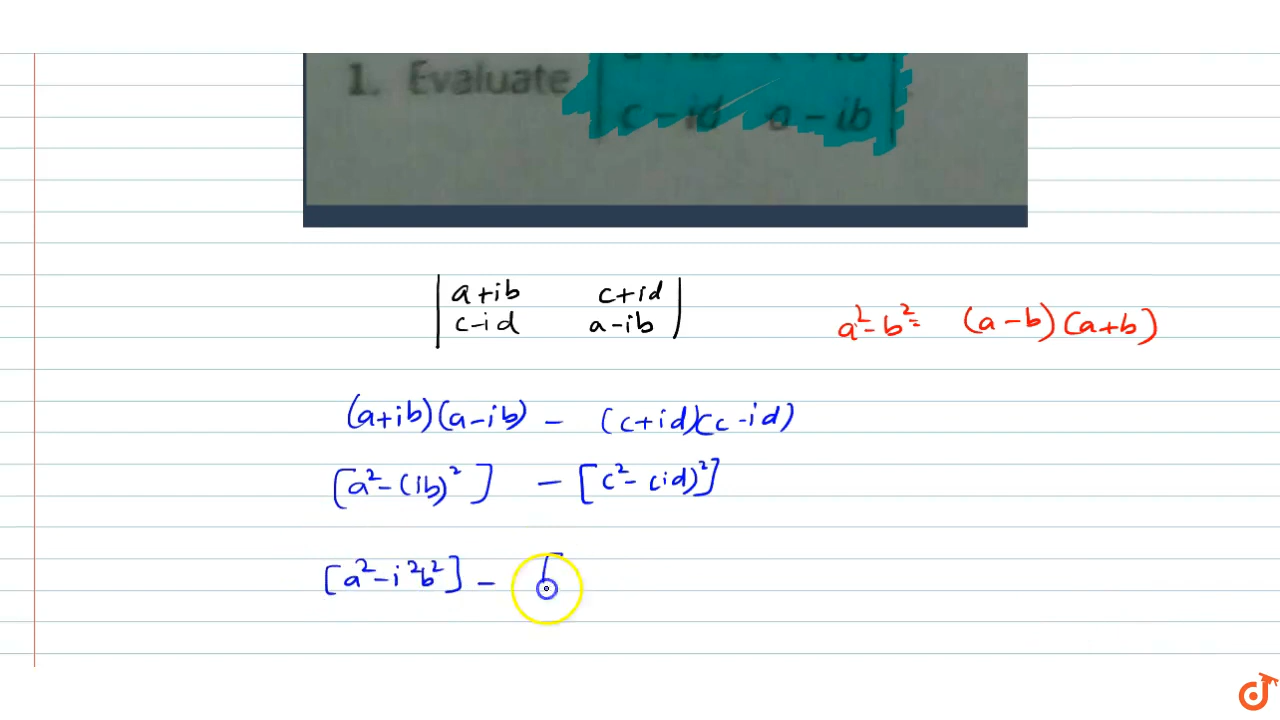 1. Evaluate
c - id a - ib
a+ib c+id
c-id a-ib
a²-b²= (a-b)(a+b)
(a+ib)(a-ib) - (c+id)(c-id)
[a²-(ib)²] - [c²-(id)²]
[a²-i²b²] - [